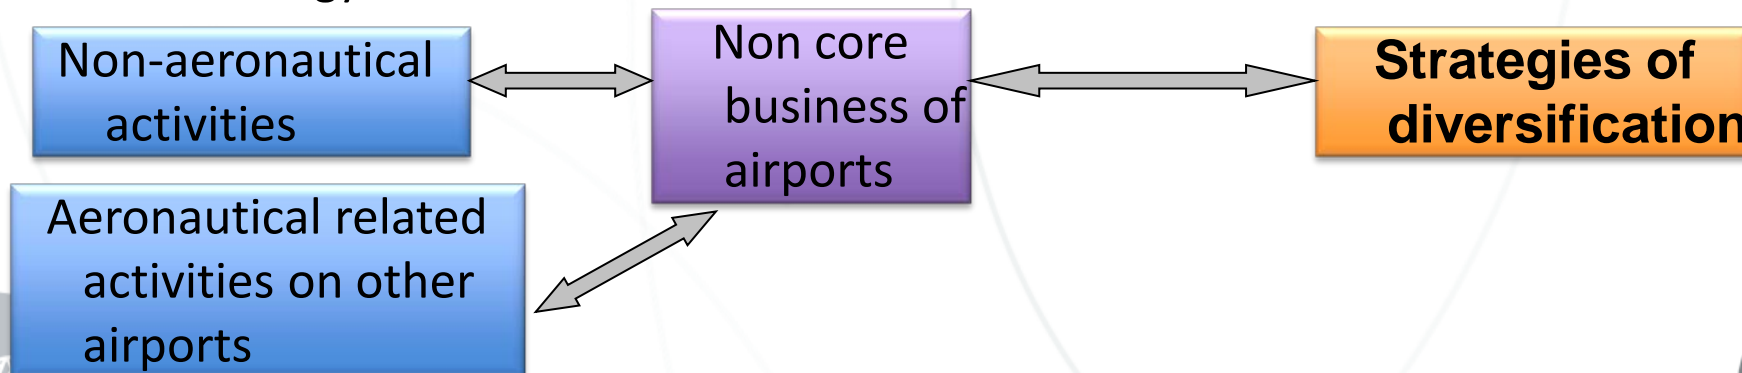 Non-aeronautical
activities
Non core
business of
airports
Strategies of
diversification
Aeronautical related
activities on other
airports